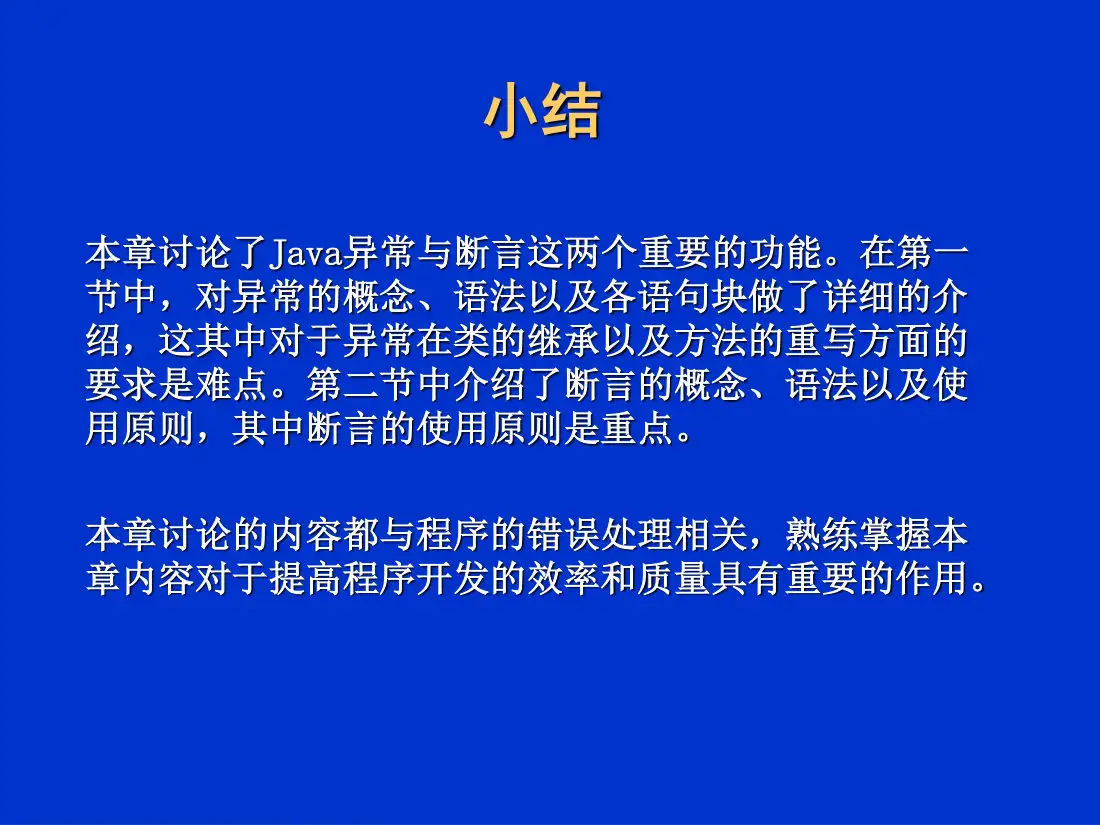 小结
本章讨论了Java异常与断言这两个重要的功能。在第一
节中，对异常的概念、语法以及各语句块做了详细的介
绍，这其中对于异常在类的继承以及方法的重写方面的
要求是难点。第二节中介绍了断言的概念、语法以及使
用原则，其中断言的使用原则是重点。
本章讨论的内容都与程序的错误处理相关，熟练掌握本
章内容对于提高程序开发的效率和质量具有重要的作用。